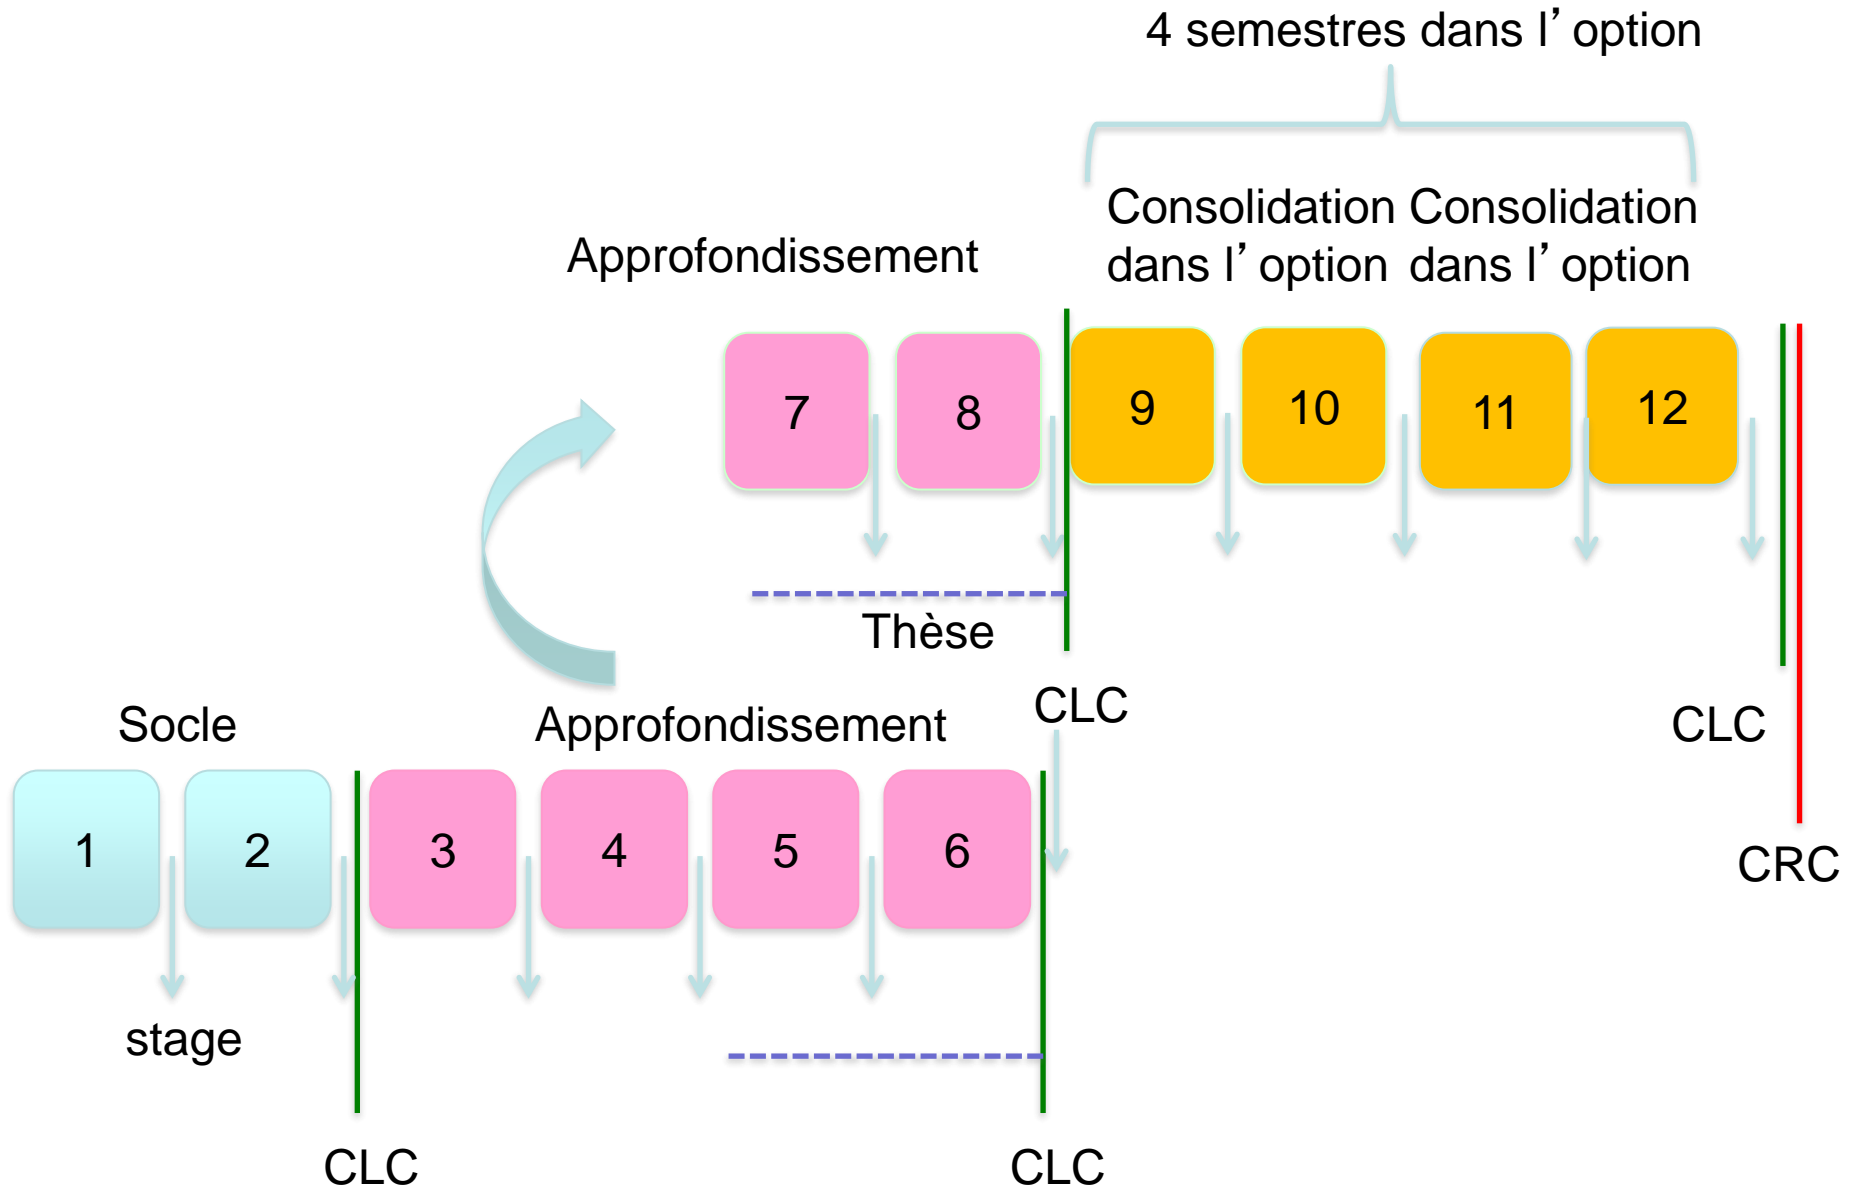 4 semestres dans l’ option
Consolidation Consolidation
dans l’ option dans l’ option
Approfondissement
7
8
9
10
11
12
Thèse
CLC
CLC
CRC
Socle
Approfondissement
1
2
3
4
5
6
stage
CLC
CLC